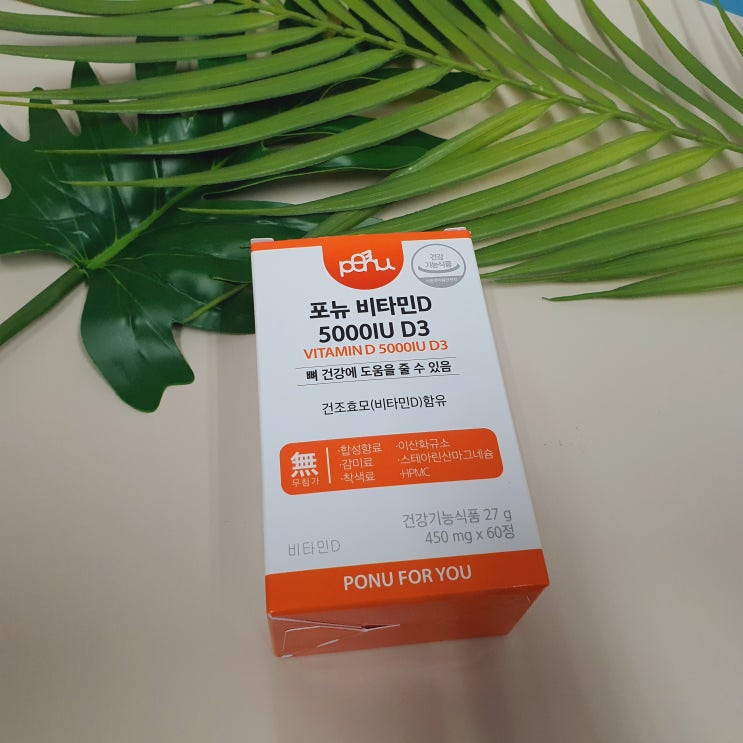 ponu
건강
기능식품
포뉴 비타민D
5000IU D3
VITAMIN D 5000IU D3
뼈 건강에 도움을 줄 수 있음
건조효모(비타민D)함유
無
무첨가
·합성향료 ·이산화규소
·감미료 ·스테아린산마그네슘
·착색료 ·HPMC
건강기능식품 27 g
450 mg x 60정
비타민D
PONU FOR YOU